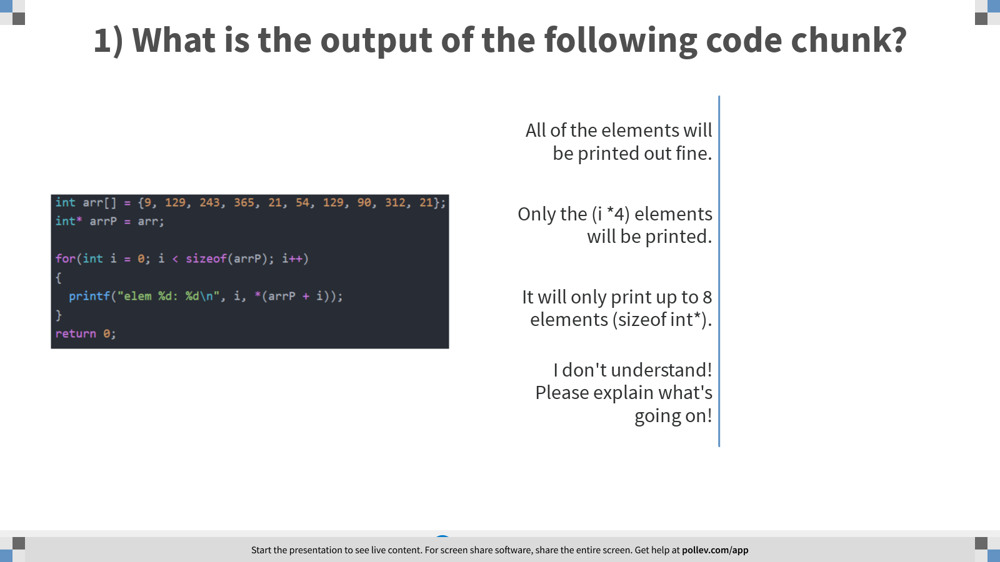 1) What is the output of the following code chunk?
int arr[] = {9, 129, 243, 365, 21, 54, 129, 90, 312, 21};
int* arrP = arr;
for(int i = 0; i < sizeof(arrP); i++)
{
printf("elem %d: %d\n", i, *(arrP + i));
}
return 0;
All of the elements will
be printed out fine.
Only the (i *4) elements
will be printed.
It will only print up to 8
elements (sizeof int*).
I don't understand!
Please explain what's
going on!
Start the presentation to see live content. For screen share software, share the entire screen. Get help at pollev.com/app